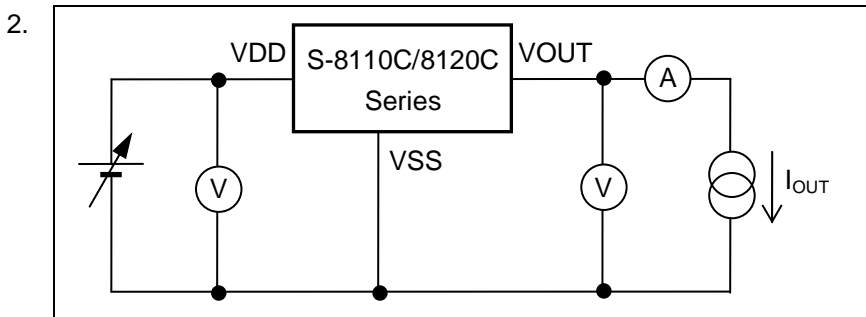 2.
VDD
S-8110C/8120C
Series
VOUT
A
VSS
V
V
IOUT